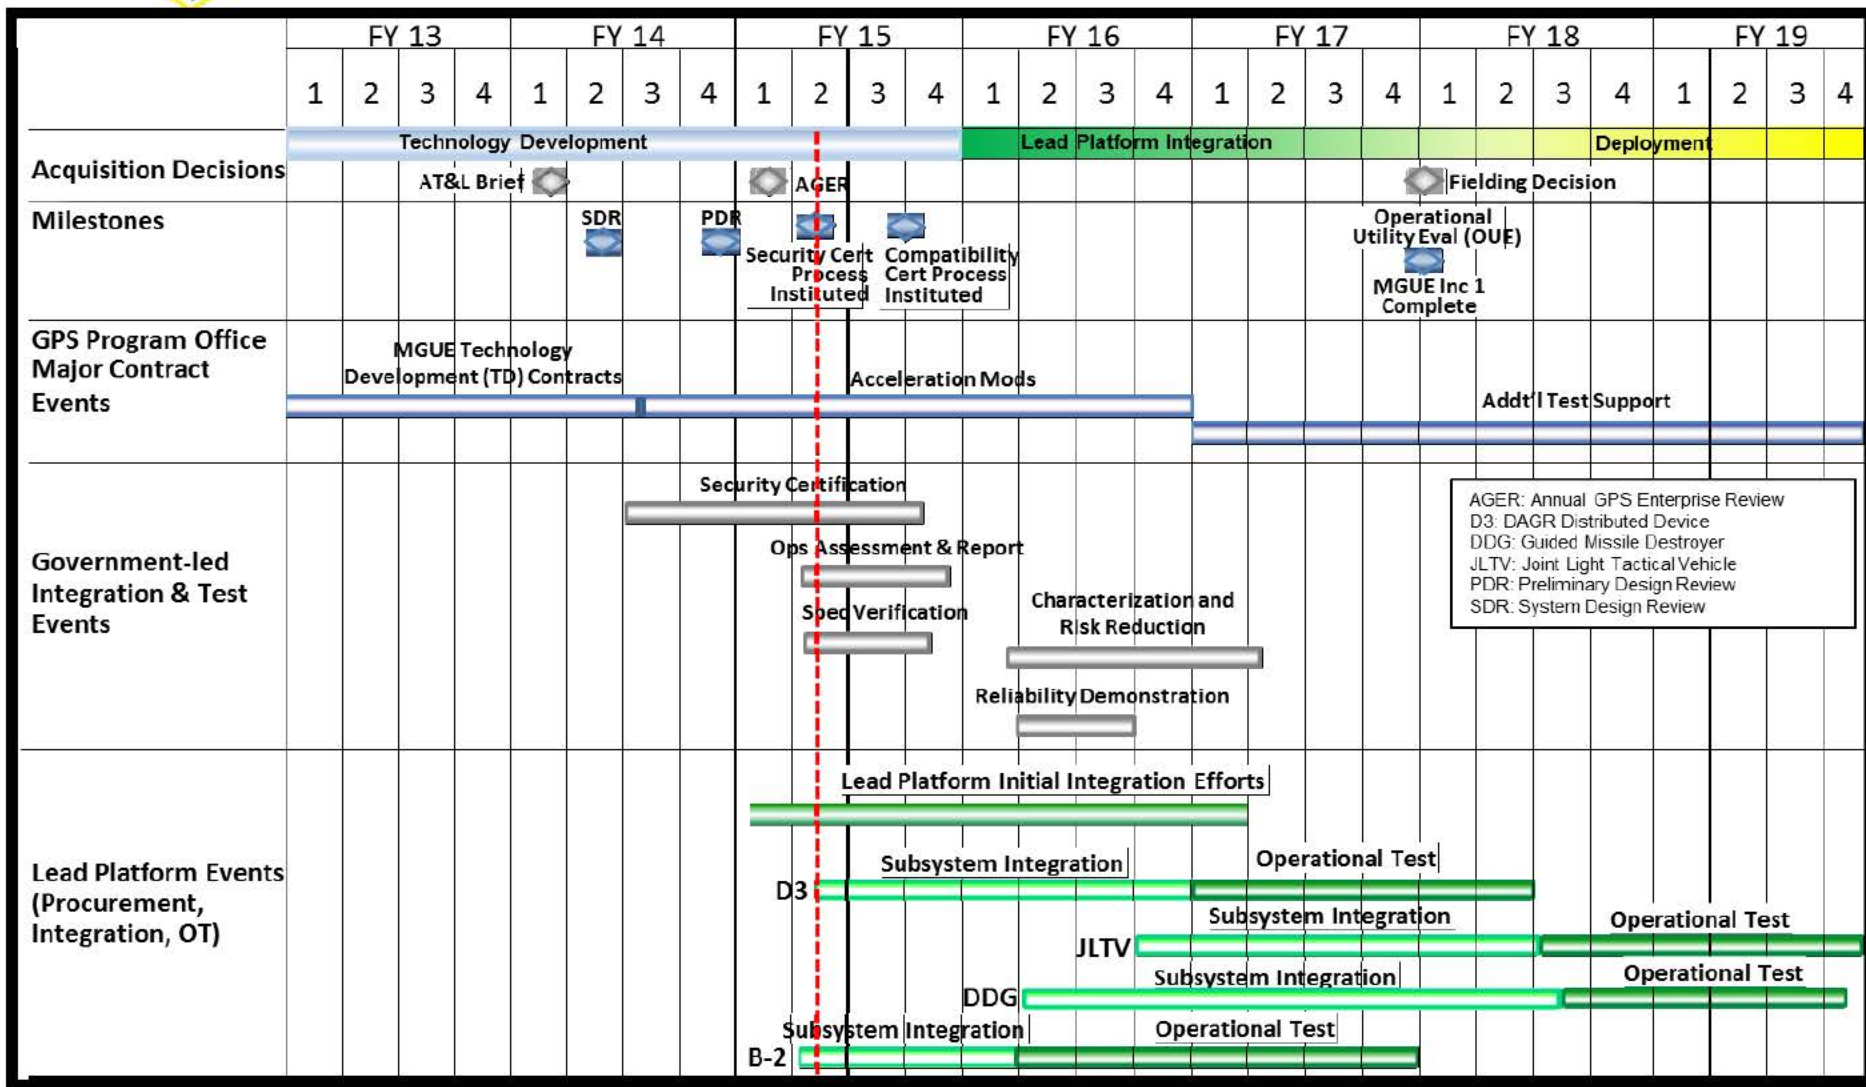 FY 13 FY 14 FY 15 FY 16 FY 17 FY 18 FY 19
1 2 3 4 1 2 3 4 1 2 3 4 1 2 3 4 1 2 3 4 1 2 3 4 1 2 3 4
Technology Development Lead Platform Integration Deployment
Acquisition Decisions
AT&L Brief AGER Fielding Decision
Milestones
SDR PDR
Security Cert
Process
Instituted
Compatibility
Cert Process
Instituted
Operational
Utility Eval (OUE)
MGUE Inc 1
Complete
GPS Program Office
Major Contract
Events
MGUE Technology
Development (TD) Contracts
Acceleration Mods
Addt'l Test Support
Government-led
Integration & Test
Events
Security Certification
Ops Assessment & Report
Spec Verification
Characterization and
Risk Reduction
Reliability Demonstration
AGER: Annual GPS Enterprise Review
D3: DAGR Distributed Device
DDG: Guided Missile Destroyer
JLTV: Joint Light Tactical Vehicle
PDR: Preliminary Design Review
SDR: System Design Review
Lead Platform Events
(Procurement,
Integration, OT)
Lead Platform Initial Integration Efforts
Subsystem Integration Operational Test
D3
Subsystem Integration Operational Test
JLTV
Subsystem Integration Operational Test
DDG
Subsystem Integration Operational Test
B-2